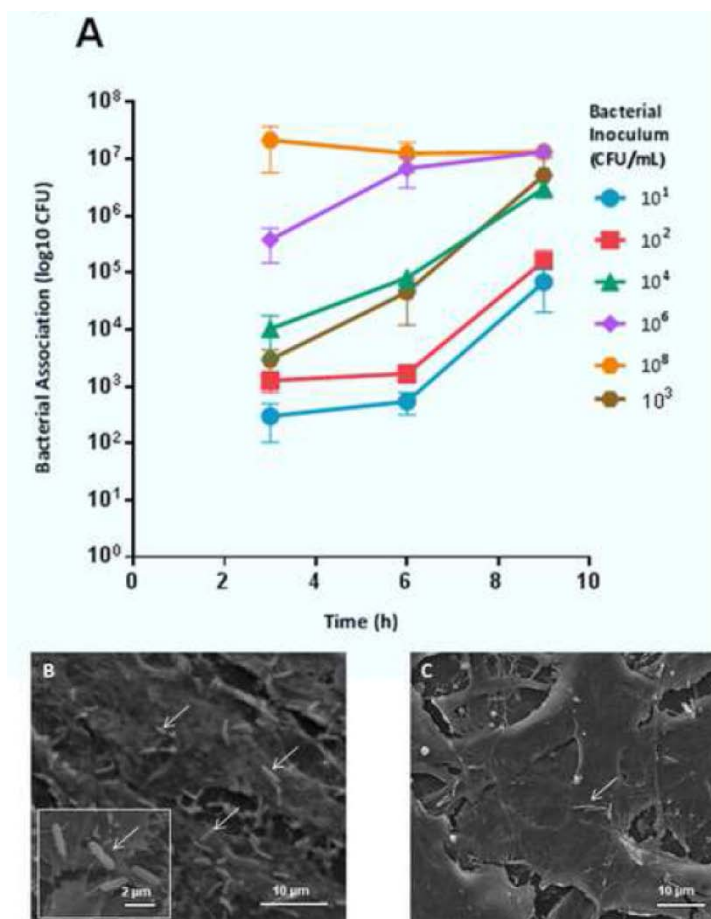 A
Bacterial Association (log10 CFU)
10⁸
10⁷
10⁶
10⁵
10⁴
10³
10²
10¹
10⁰
0
2
4
6
8
10
Time (h)
Bacterial
Inoculum
(CFU/mL)
10¹
10²
10⁴
10⁶
10⁸
10³
B
2 µm
10 µm
C
10 µm